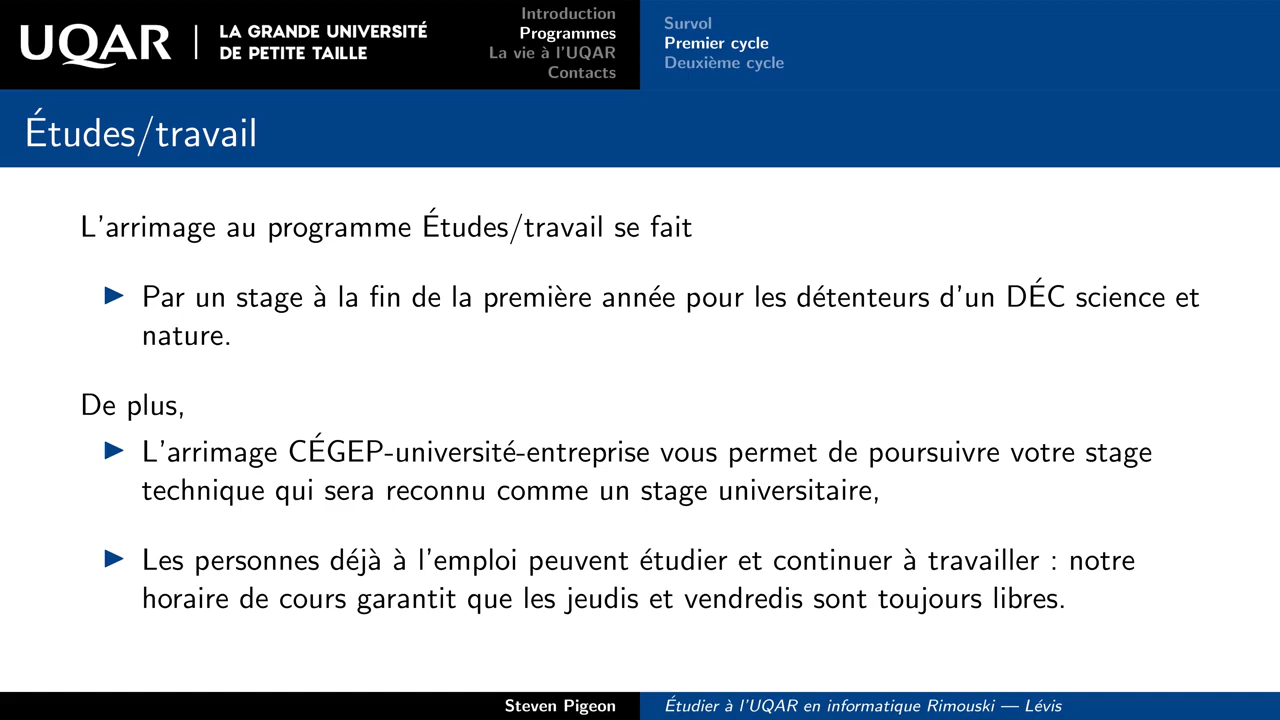 UQAR
LA GRANDE UNIVERSITÉ
DE PETITE TAILLE
Introduction
Programmes
La vie à l'UQAR
Contacts
Survol
Premier cycle
Deuxième cycle
Études/travail
L'arrimage au programme Études/travail se fait
Par un stage à la fin de la première année pour les détenteurs d'un DÉC science et
nature.
De plus,
L'arrimage CÉGEP-université-entreprise vous permet de poursuivre votre stage
technique qui sera reconnu comme un stage universitaire,
Les personnes déjà à l'emploi peuvent étudier et continuer à travailler : notre
horaire de cours garantit que les jeudis et vendredis sont toujours libres.
Steven Pigeon
Étudier à l'UQAR en informatique Rimouski — Lévis